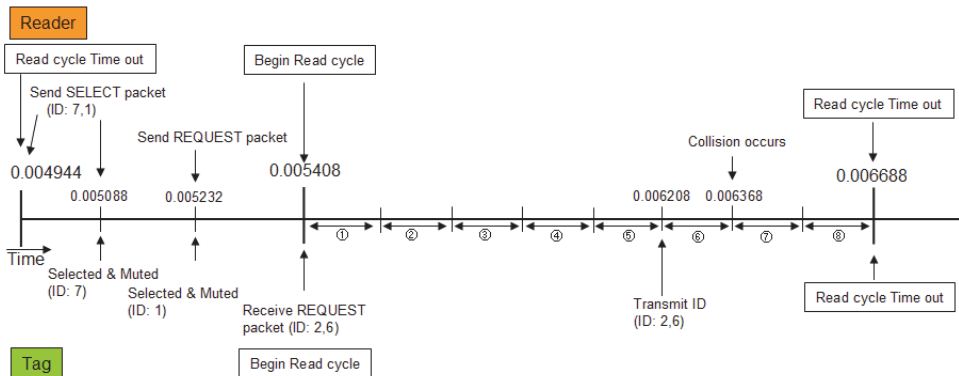 Reader
Read cycle Time out
Begin Read cycle
Send SELECT packet
(ID: 7,1)
Read cycle Time out
Send REQUEST packet
Collision occurs
0.004944
0.005408
0.006688
0.005088
0.005232
0.006208
0.006368
① ② ③ ④ ⑤ ⑥ ⑦ ⑧
Time
Selected & Muted
(ID: 7)
Selected & Muted
(ID: 1)
Receive REQUEST
packet (ID: 2,6)
Transmit ID
(ID: 2,6)
Read cycle Time out
Tag
Begin Read cycle